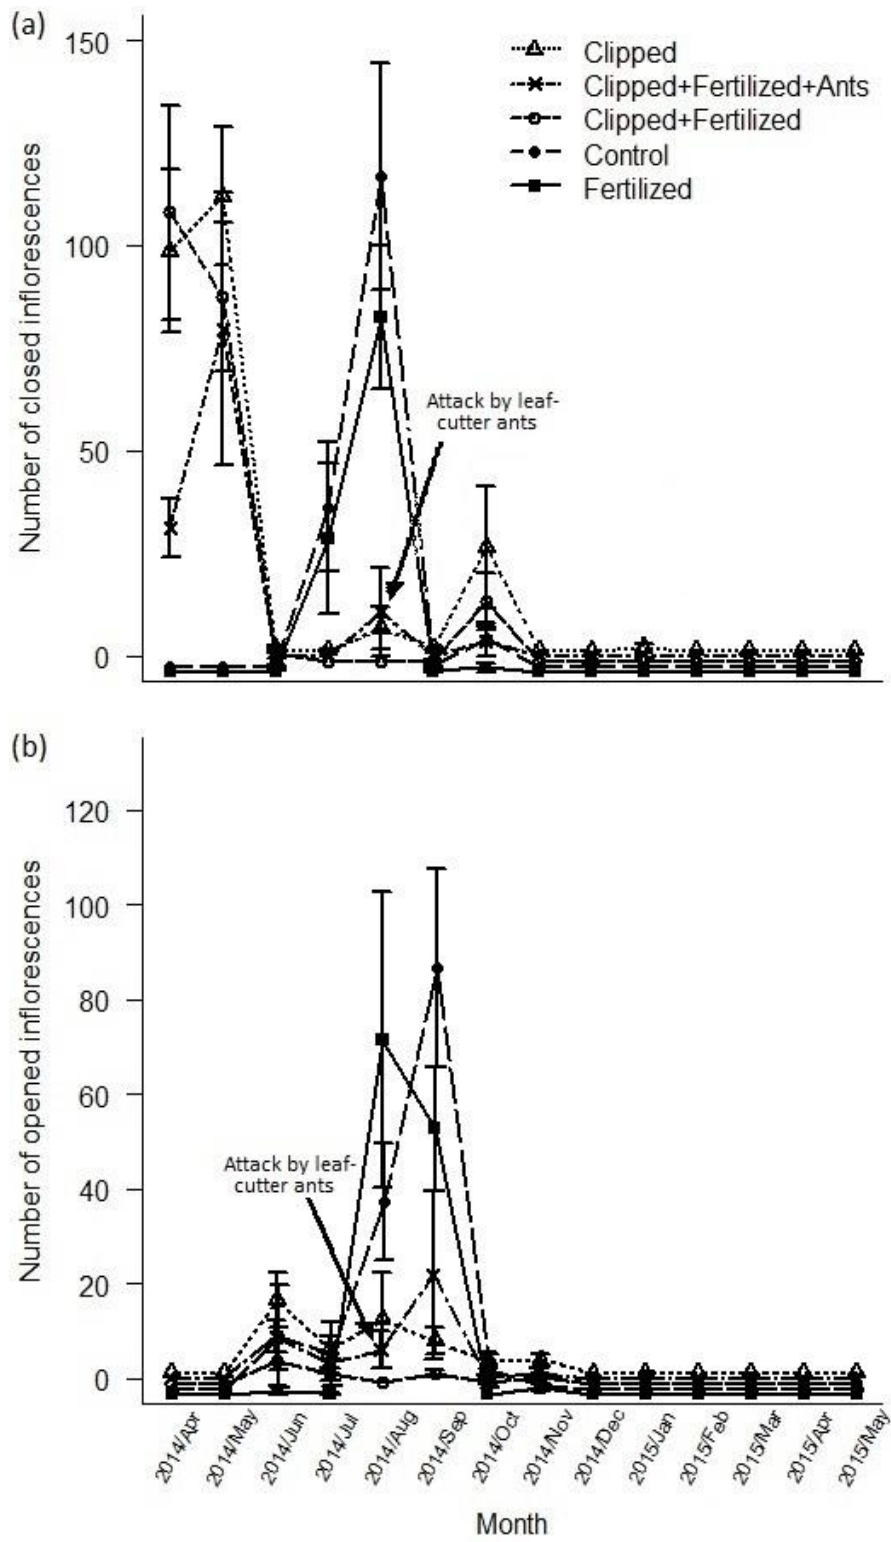 (a)
150
100
50
0
Number of closed inflorescences
Clipped
Clipped+Fertilized+Ants
Clipped+Fertilized
Control
Fertilized
Attack by leaf-
cutter ants
(b)
120
100
80
60
40
20
0
Number of opened inflorescences
Attack by leaf-
cutter ants
2014/Apr
2014/May
2014/Jun
2014/Jul
2014/Aug
2014/Sep
2014/Oct
2014/Nov
2014/Dec
2015/Jan
2015/Feb
2015/Mar
2015/Apr
2015/May
Month